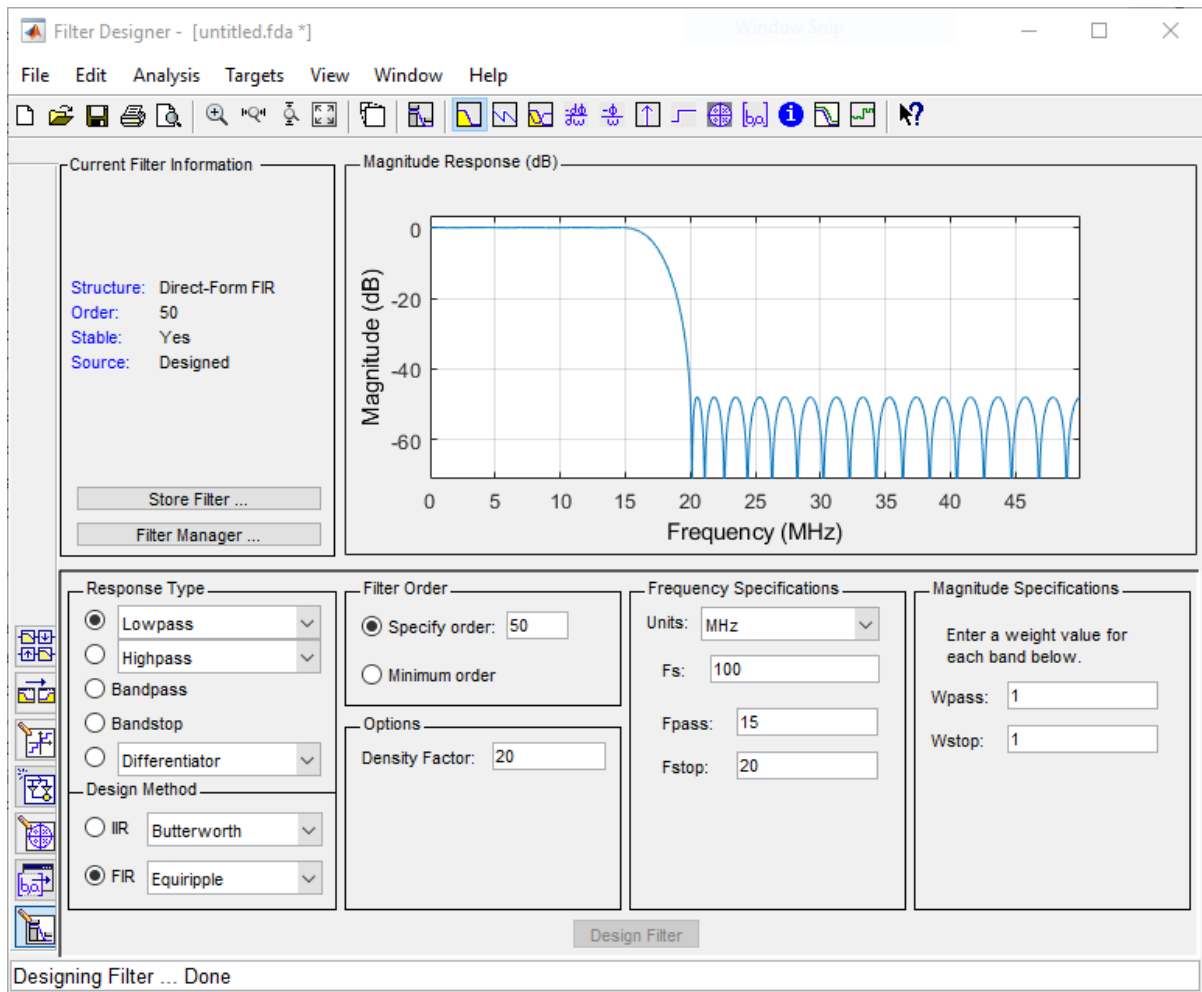 Filter Designer - [untitled.fda *]
Window Snip
File Edit Analysis Targets View Window Help
Current Filter Information
Structure: Direct-Form FIR
Order: 50
Stable: Yes
Source: Designed
Store Filter ...
Filter Manager ...
Magnitude Response (dB)
0
-20
-40
-60
Magnitude (dB)
0 5 10 15 20 25 30 35 40 45
Frequency (MHz)
Response Type
Lowpass
Highpass
Bandpass
Bandstop
Differentiator
Design Method
IIR Butterworth
FIR Equiripple
Filter Order
Specify order: 50
Minimum order
Options
Density Factor: 20
Frequency Specifications
Units: MHz
Fs: 100
Fpass: 15
Fstop: 20
Magnitude Specifications
Enter a weight value for
each band below.
Wpass: 1
Wstop: 1
Design Filter
Designing Filter ... Done